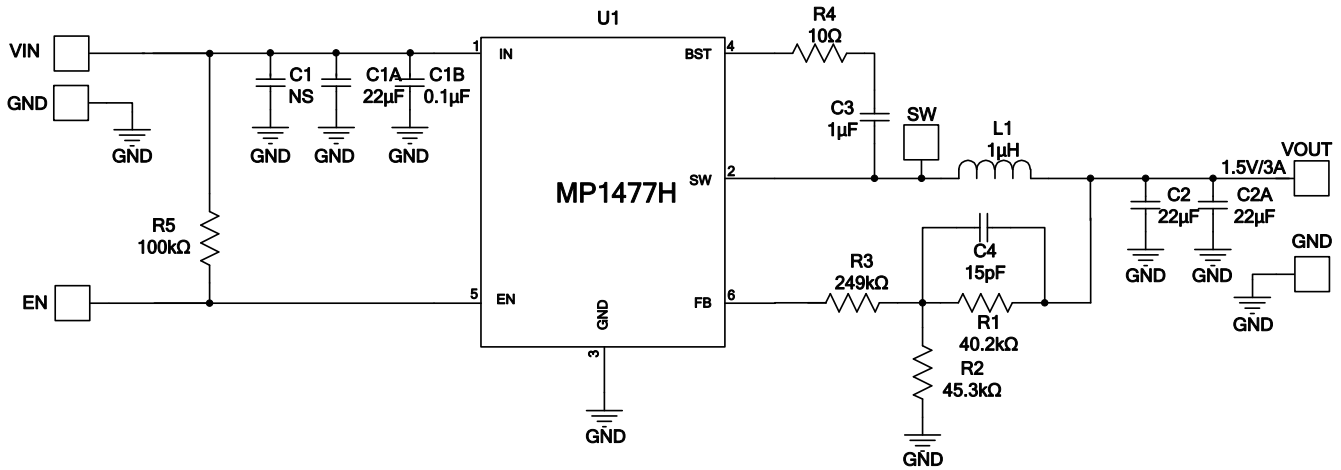 U1
VIN
1
IN
BST
4
R4
10Ω
GND
GND
C1
NS
C1A
22µF
C1B
0.1µF
GND
GND
GND
C3
1µF
SW
L1
1µH
VOUT
1.5V/3A
MP1477H
SW
2
C2
22µF
C2A
22µF
GND
GND
GND
GND
R5
100kΩ
C4
15pF
R3
249kΩ
EN
5
EN
FB
6
R1
40.2kΩ
R2
45.3kΩ
GND
GND
3
GND